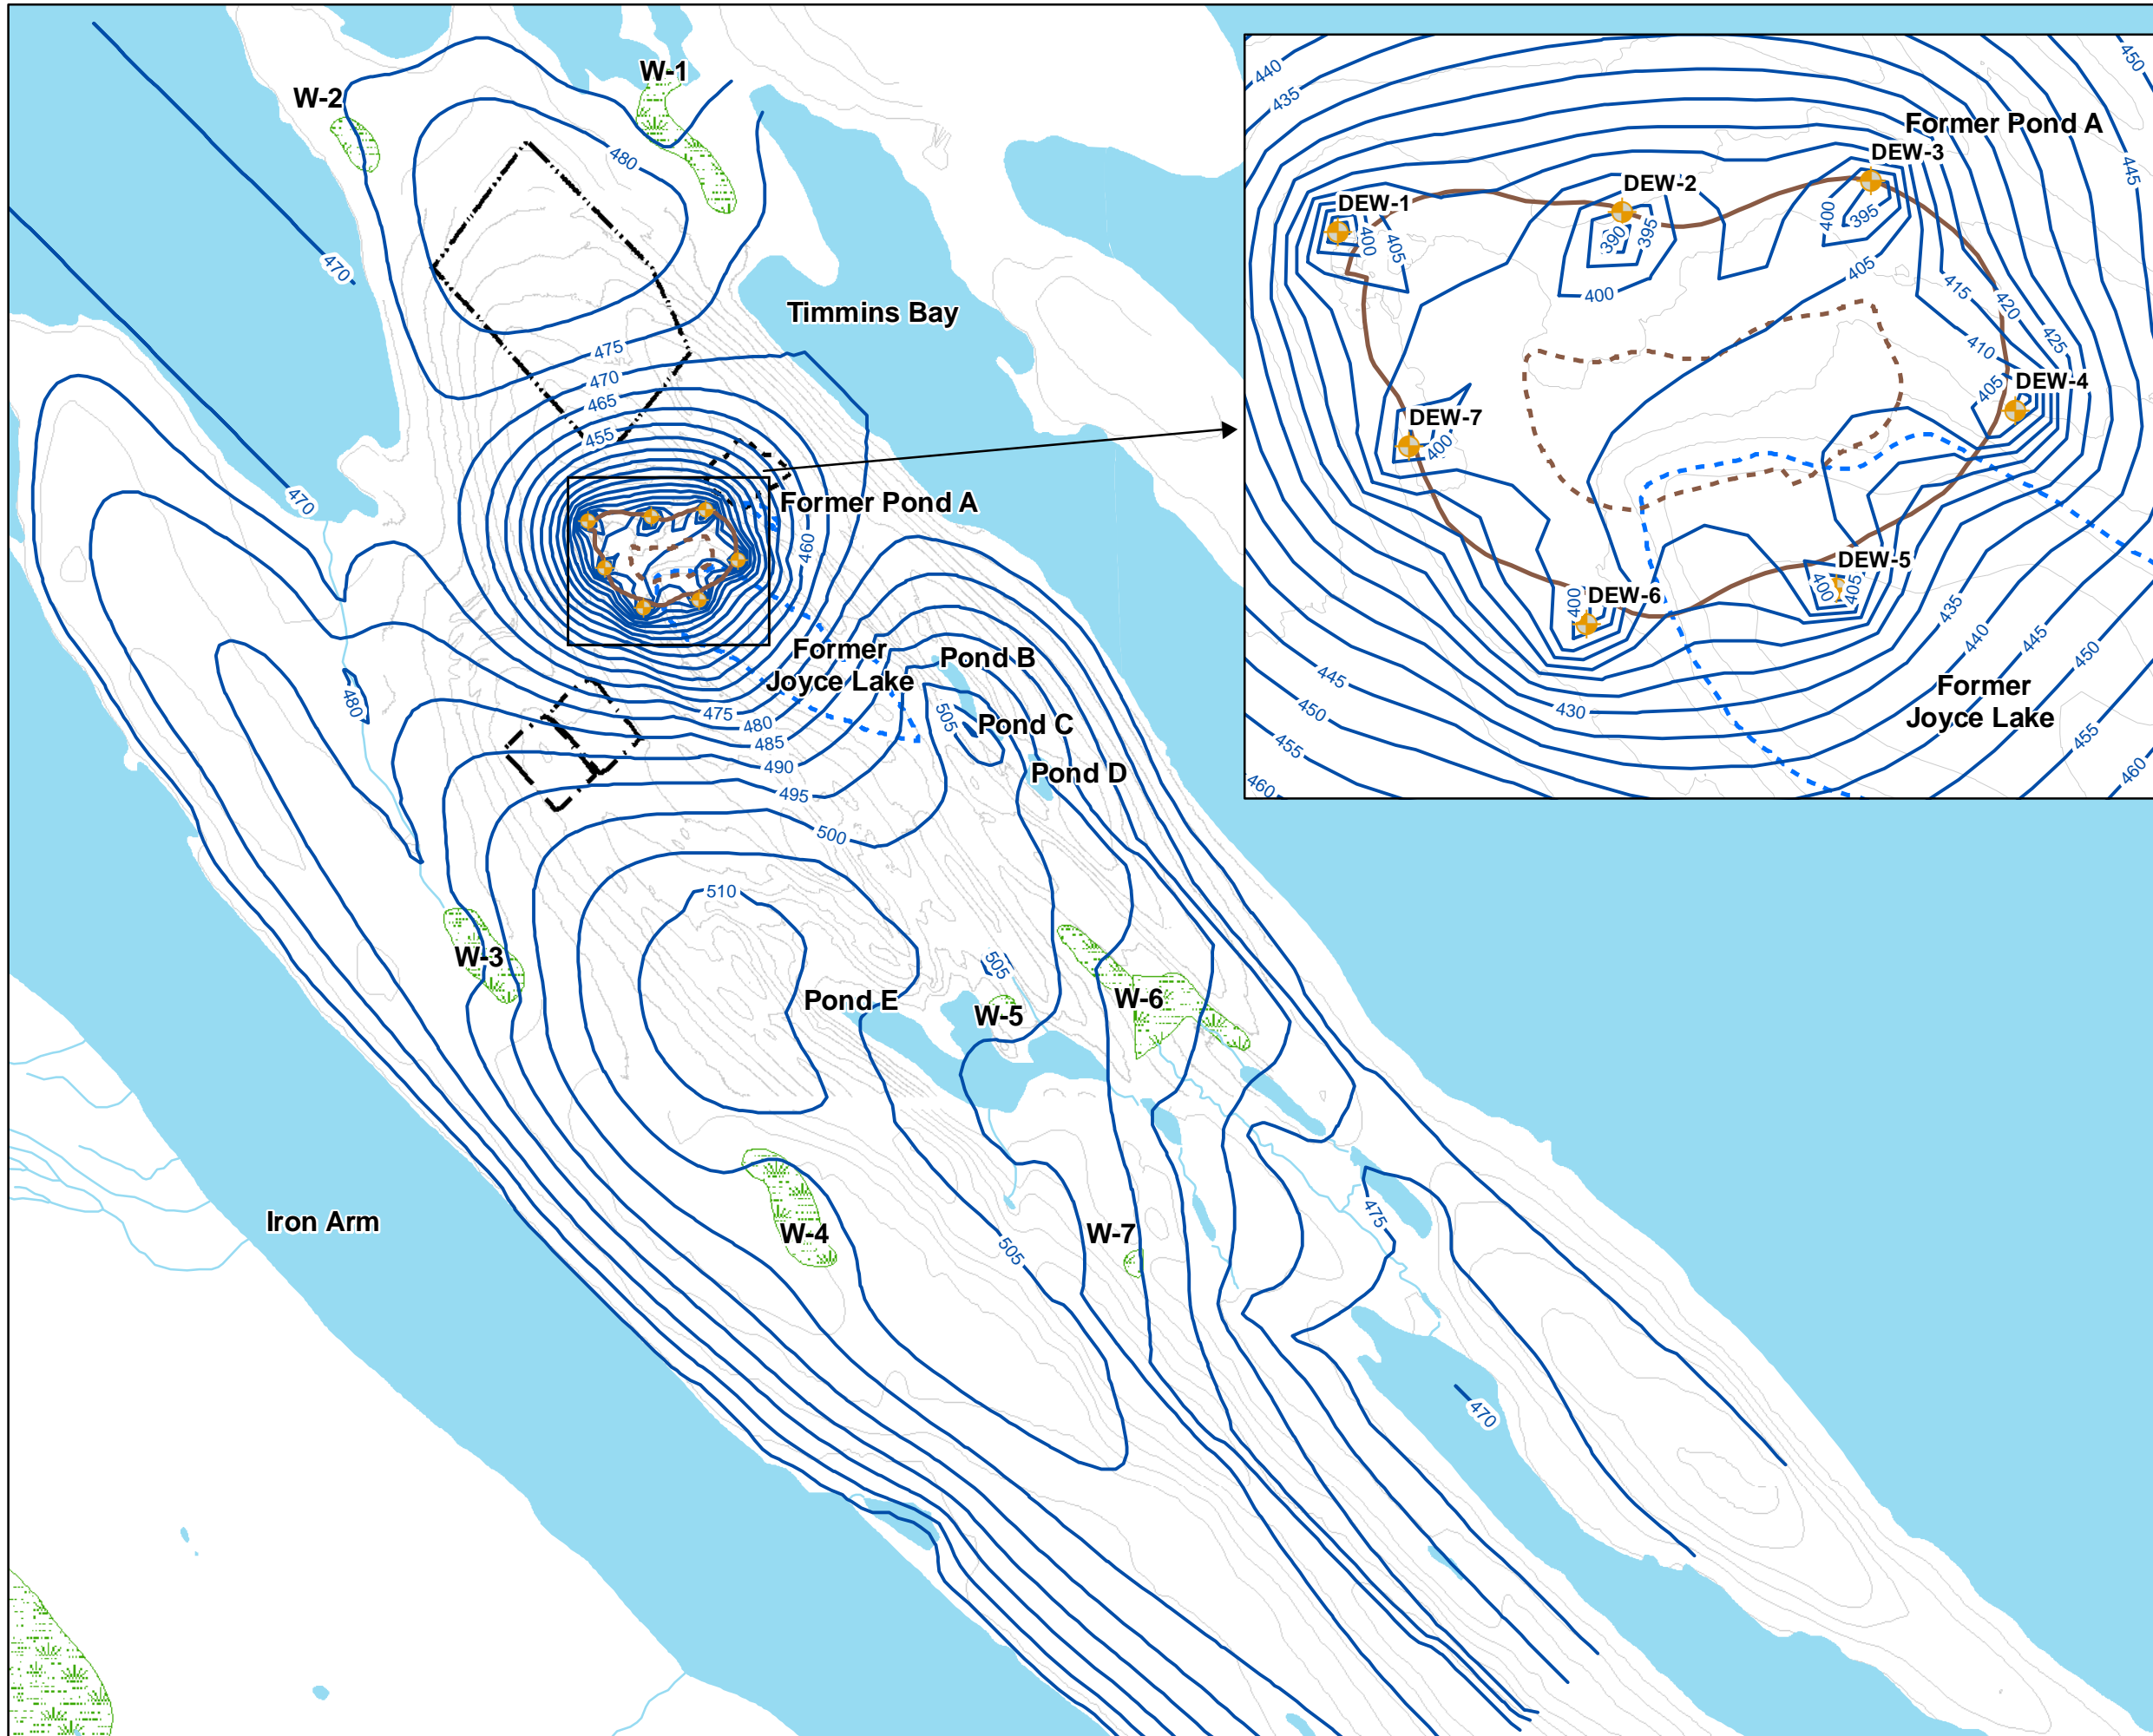 W-1
W-2
480
470
Timmins Bay
475
470
465
455
470
Former Pond A
460
Former
Joyce Lake
Pond B
480
475
480
485
490
495
500
505
Pond C
Pond D
510
W-3
Pond E
505
W-5
W-6
Iron Arm
W-4
505
W-7
475
470
440
435
450
Former Pond A
DEW-3
445
DEW-2
DEW-1
400
405
390
395
400
395
400
405
415
420
425
410
405
DEW-4
DEW-7
400
DEW-5
400
405
DEW-6
400
435
440
445
450
445
450
430
Former
Joyce Lake
455
455
460
460